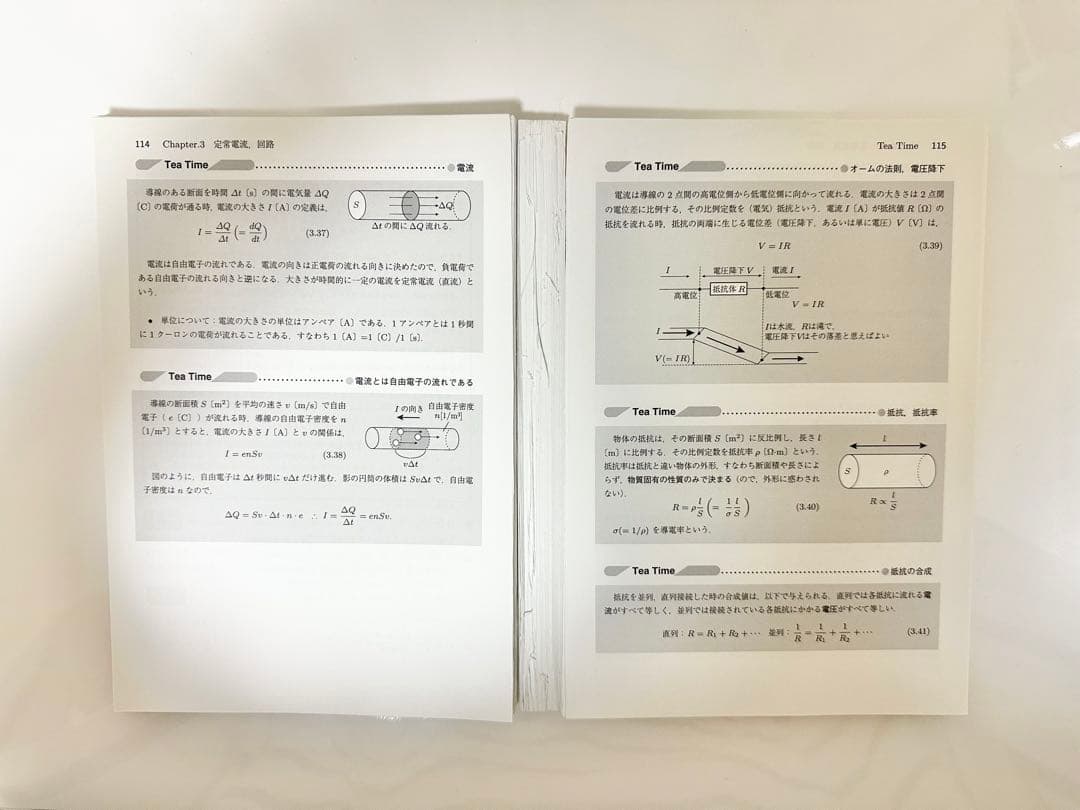 114 Chapter.3 定常電流，回路
Tea Time
●電流
導線のある断面を時間 Δt〔s〕の間に電気量 ΔQ
〔C〕の電荷が通る時，電流の大きさ I〔A〕の定義は，
I = ΔQ/Δt (= dQ/dt) (3.37)
S ΔQ
Δt の間に ΔQ 流れる．
電流は自由電子の流れである．電流の向きは正電荷の流れる向きに決めたので，負電荷で
ある自由電子の流れる向きと逆になる．大きさが時間的に一定の電流を定常電流（直流）と
いう．
● 単位について：電流の大きさの単位はアンペア〔A〕である．1 アンペアとは 1 秒間
に 1 クーロンの電荷が流れることである．すなわち 1〔A〕=1〔C〕/1〔s〕．
Tea Time
●電流とは自由電子の流れである
導線の断面積 S〔m²〕を平均の速さ v〔m/s〕で自由
電子（ e〔C〕）が流れる時，導線の自由電子密度を n
〔1/m³〕とすると，電流の大きさ I〔A〕と v の関係は，
I = enSv (3.38)
I の向き 自由電子密度
n[1/m³]
vΔt
図のように，自由電子は Δt 秒間に vΔt だけ進む．影の円筒の体積は SvΔt で，自由電
子密度は n なので，
ΔQ = Sv · Δt · n · e ∴ I = ΔQ/Δt = enSv.
Tea Time 115
Tea Time
●オームの法則，電圧降下
電流は導線の 2 点間の高電位側から低電位側に向かって流れる．電流の大きさは 2 点間
の電位差に比例する．その比例定数を（電気）抵抗という．電流 I〔A〕が抵抗値 R〔Ω〕の
抵抗を流れる時，抵抗の両端に生じる電位差（電圧降下，あるいは単に電圧）V〔V〕は，
V = IR (3.39)
I 電圧降下 V 電流 I
高電位 抵抗体 R 低電位
V = IR
I
Iは水流，Rは滝で，
電圧降下Vはその落差と思えばよい
V(= IR)
Tea Time
●抵抗，抵抗率
物体の抵抗は，その断面積 S〔m²〕に反比例し，長さ l
〔m〕に比例する．その比例定数を抵抗率 ρ〔Ω·m〕という．
抵抗率は抵抗と違い物体の外形，すなわち断面積や長さによ
らず，物質固有の性質のみで決まる（ので，外形に惑わされ
ない）．
R = ρ l/S (= 1/σ l/S) (3.40)
l
S ρ
R ∝ l/S
σ(= 1/ρ) を導電率という．
Tea Time
●抵抗の合成
抵抗を並列，直列接続した時の合成値は，以下で与えられる．直列では各抵抗に流れる電
流がすべて等しく，並列では接続されている各抵抗にかかる電圧がすべて等しい．
直列：R = R₁ + R₂ + ⋯ 並列：1/R = 1/R₁ + 1/R₂ + ⋯ (3.41)